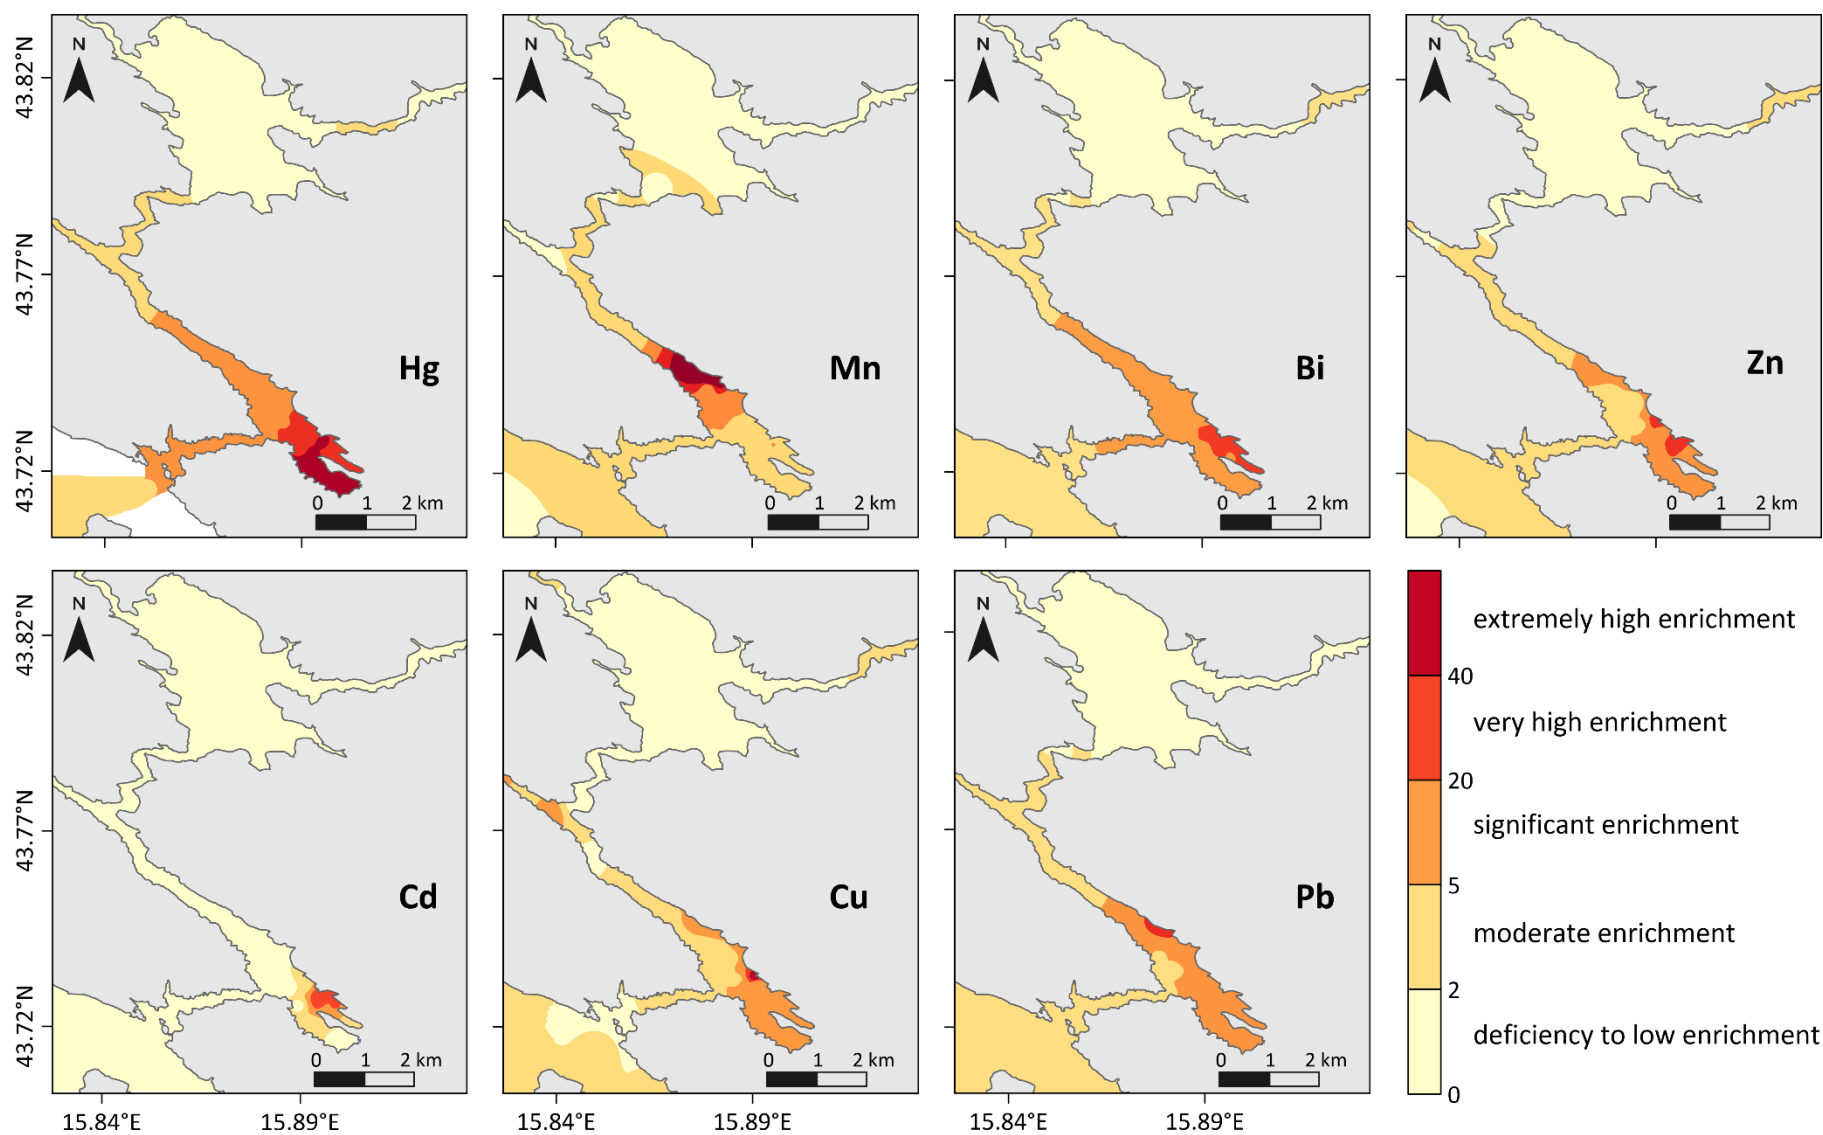 N
N
N
N
43.82°N
43.77°N
43.72°N
Hg
Mn
Bi
Zn
0 1 2 km
0 1 2 km
0 1 2 km
0 1 2 km
N
N
N
43.82°N
43.77°N
43.72°N
Cd
Cu
Pb
0 1 2 km
0 1 2 km
0 1 2 km
15.84°E 15.89°E
15.84°E 15.89°E
15.84°E 15.89°E
extremely high enrichment
40
very high enrichment
20
significant enrichment
5
moderate enrichment
2
deficiency to low enrichment
0